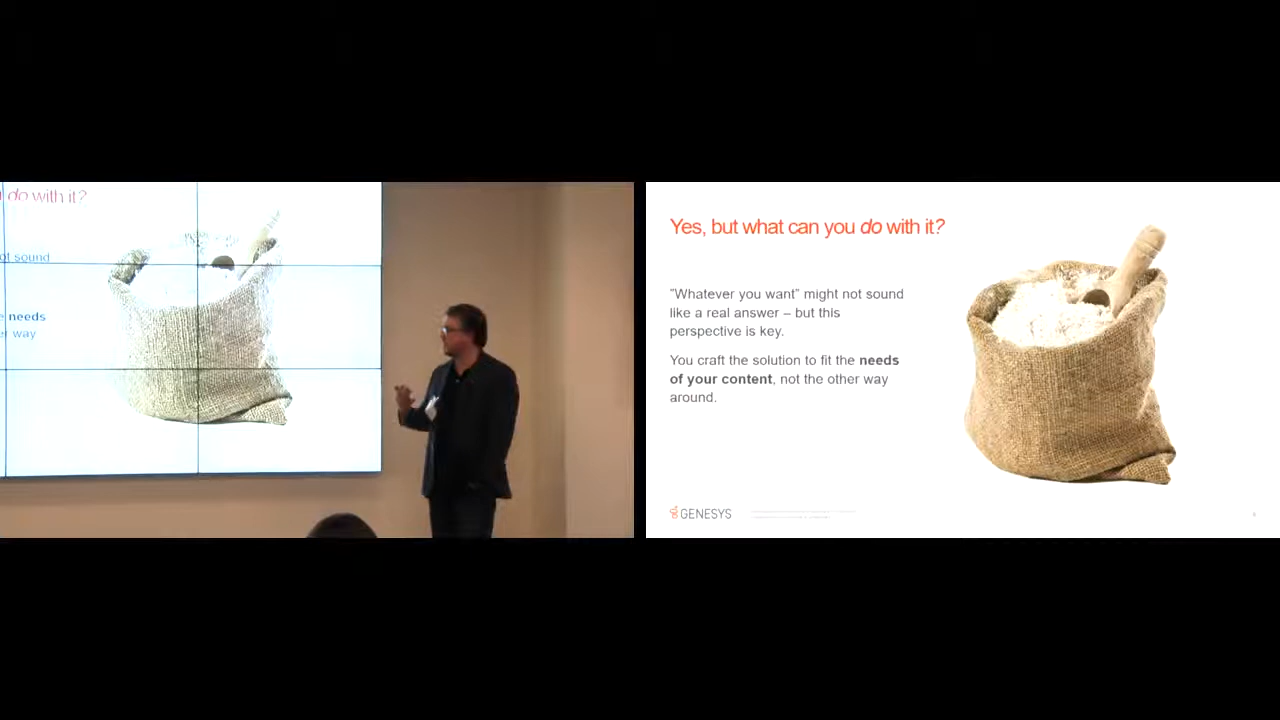 do with it?
ot sound
needs
way
Yes, but what can you do with it?
"Whatever you want" might not sound
like a real answer – but this
perspective is key.
You craft the solution to fit the needs
of your content, not the other way
around.
GENESYS